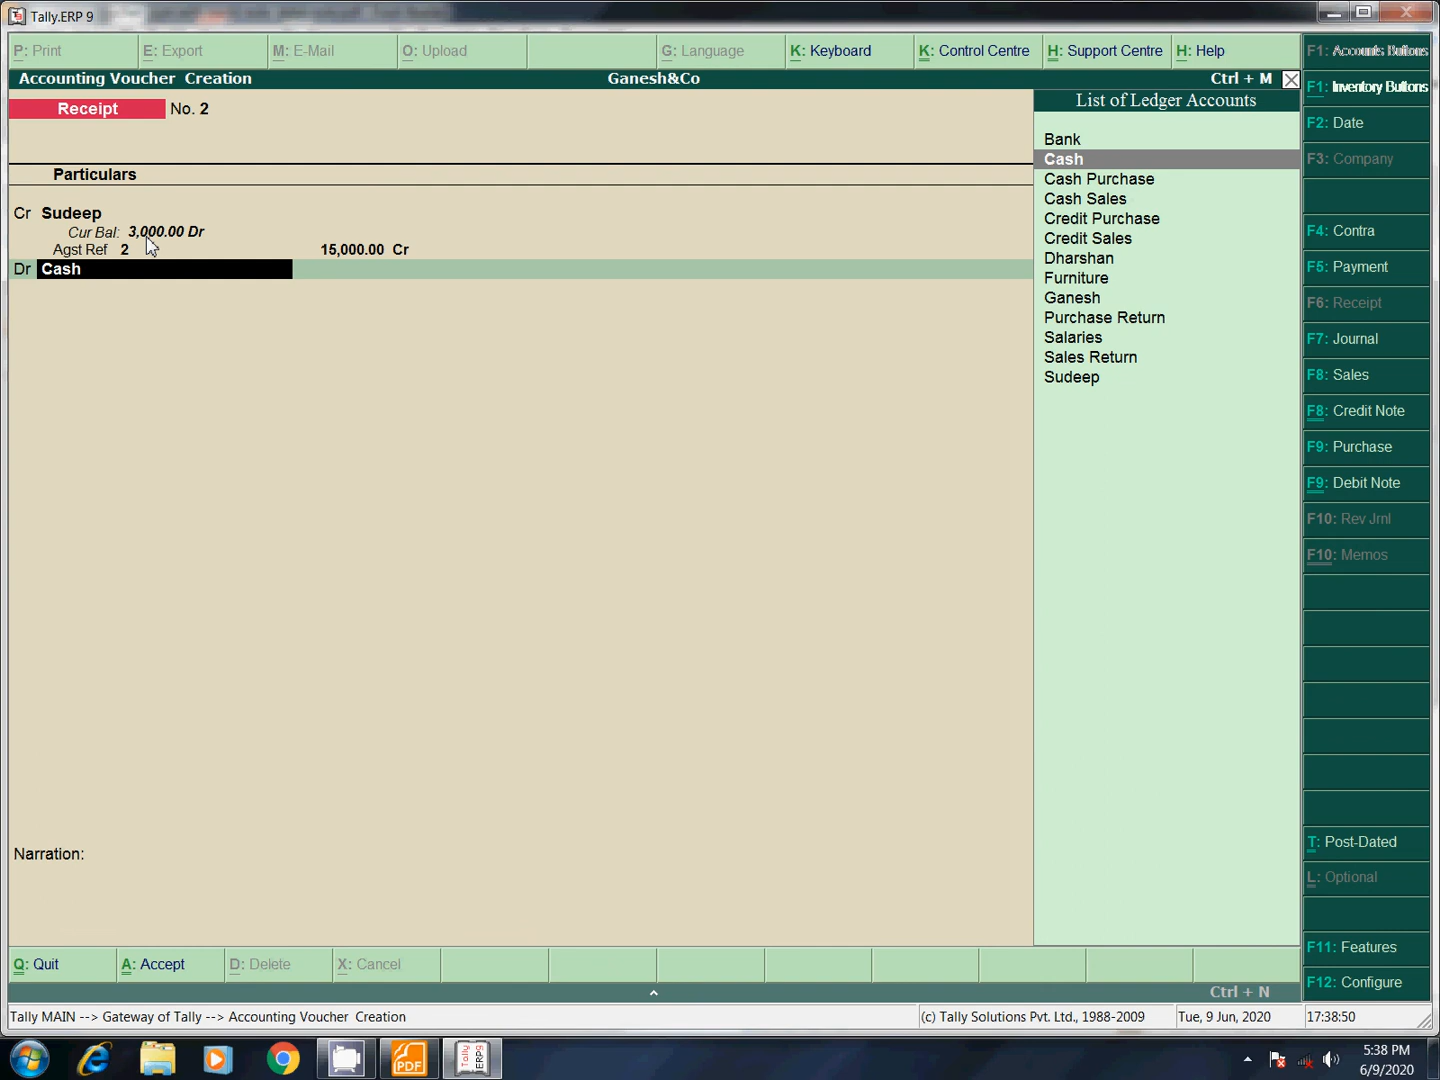 Tally.ERP 9
P: Print
E: Export
M: E-Mail
O: Upload
G: Language
K: Keyboard
K: Control Centre
H: Support Centre
H: Help
F1: Accounts Buttons
Accounting Voucher Creation
Ganesh&Co
Ctrl + M
F1: Inventory Buttons
Receipt
No. 2
List of Ledger Accounts
F2: Date
Bank
Cash
F3: Company
Particulars
Cash Purchase
Cash Sales
Cr Sudeep
Credit Purchase
Cur Bal: 3,000.00 Dr
F4: Contra
Agst Ref 2 15,000.00 Cr
Credit Sales
Dr Cash
Dharshan
F5: Payment
Furniture
Ganesh
F6: Receipt
Purchase Return
Salaries
F7: Journal
Sales Return
Sudeep
F8: Sales
F8: Credit Note
F9: Purchase
F9: Debit Note
F10: Rev Jrnl
F10: Memos
T: Post-Dated
Narration:
L: Optional
F11: Features
Q: Quit
A: Accept
D: Delete
X: Cancel
F12: Configure
Ctrl + N
Tally MAIN --> Gateway of Tally --> Accounting Voucher Creation
(c) Tally Solutions Pvt. Ltd., 1988-2009
Tue, 9 Jun, 2020
17:38:50
PDF
Tally
ERP9
5:38 PM
6/9/2020